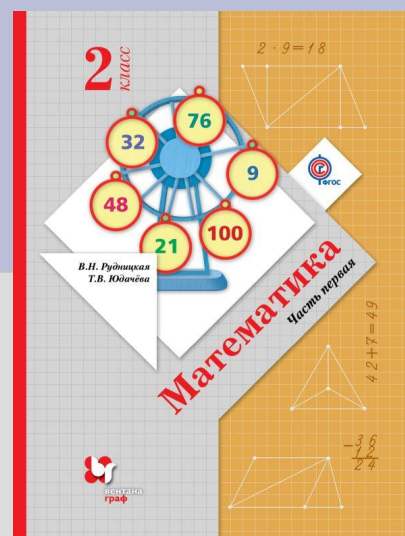 2 класс
2 · 9 = 18
76
32
9
48
100
21
ФГОС
В.Н. Рудницкая
Т.В. Юдачёва
Математика
Часть первая
42+7=49
-36
12
24
вентана
граф